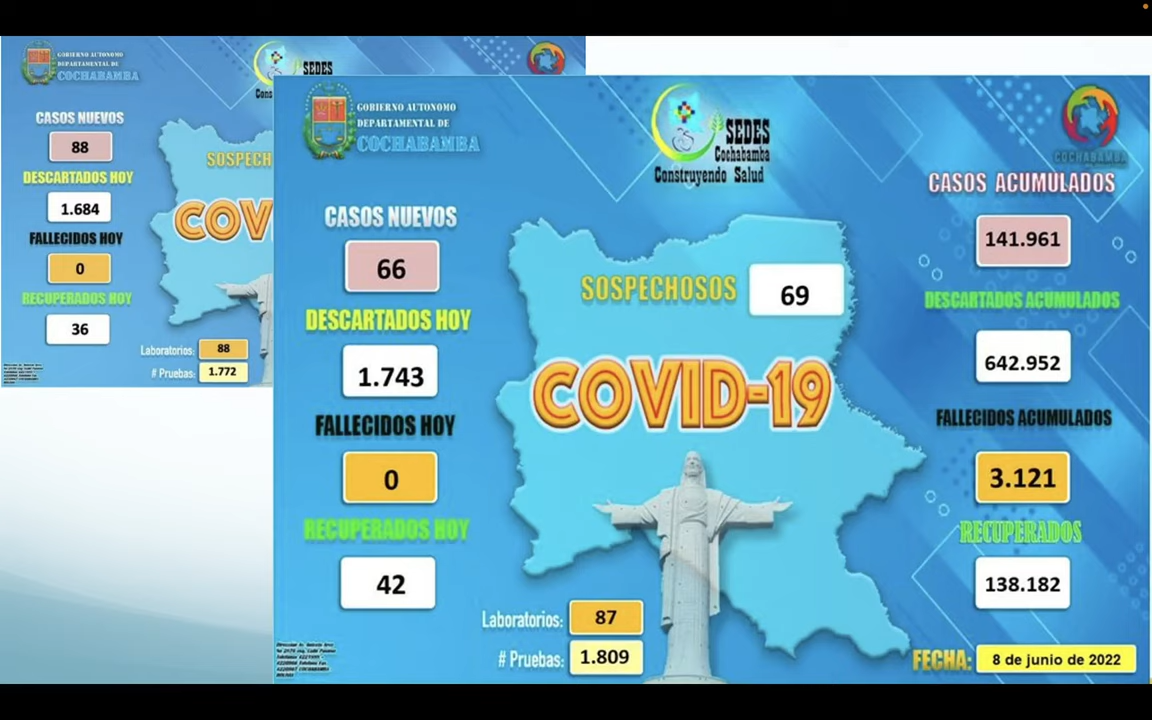 GOBIERNO AUTONOMO
DEPARTAMENTAL DE
COCHABAMBA
SEDES
CASOS NUEVOS
88
DESCARTADOS HOY
1.684
FALLECIDOS HOY
0
RECUPERADOS HOY
36
SOSPECH
COV
Laboratorios: 88
# Pruebas: 1.772
GOBIERNO AUTONOMO
DEPARTAMENTAL DE
COCHABAMBA
SEDES
Cochabamba
Construyendo Salud
COCHABAMBA
CASOS NUEVOS
66
DESCARTADOS HOY
1.743
FALLECIDOS HOY
0
RECUPERADOS HOY
42
SOSPECHOSOS 69
COVID-19
Laboratorios: 87
# Pruebas: 1.809
CASOS ACUMULADOS
141.961
DESCARTADOS ACUMULADOS
642.952
FALLECIDOS ACUMULADOS
3.121
RECUPERADOS
138.182
FECHA: 8 de junio de 2022